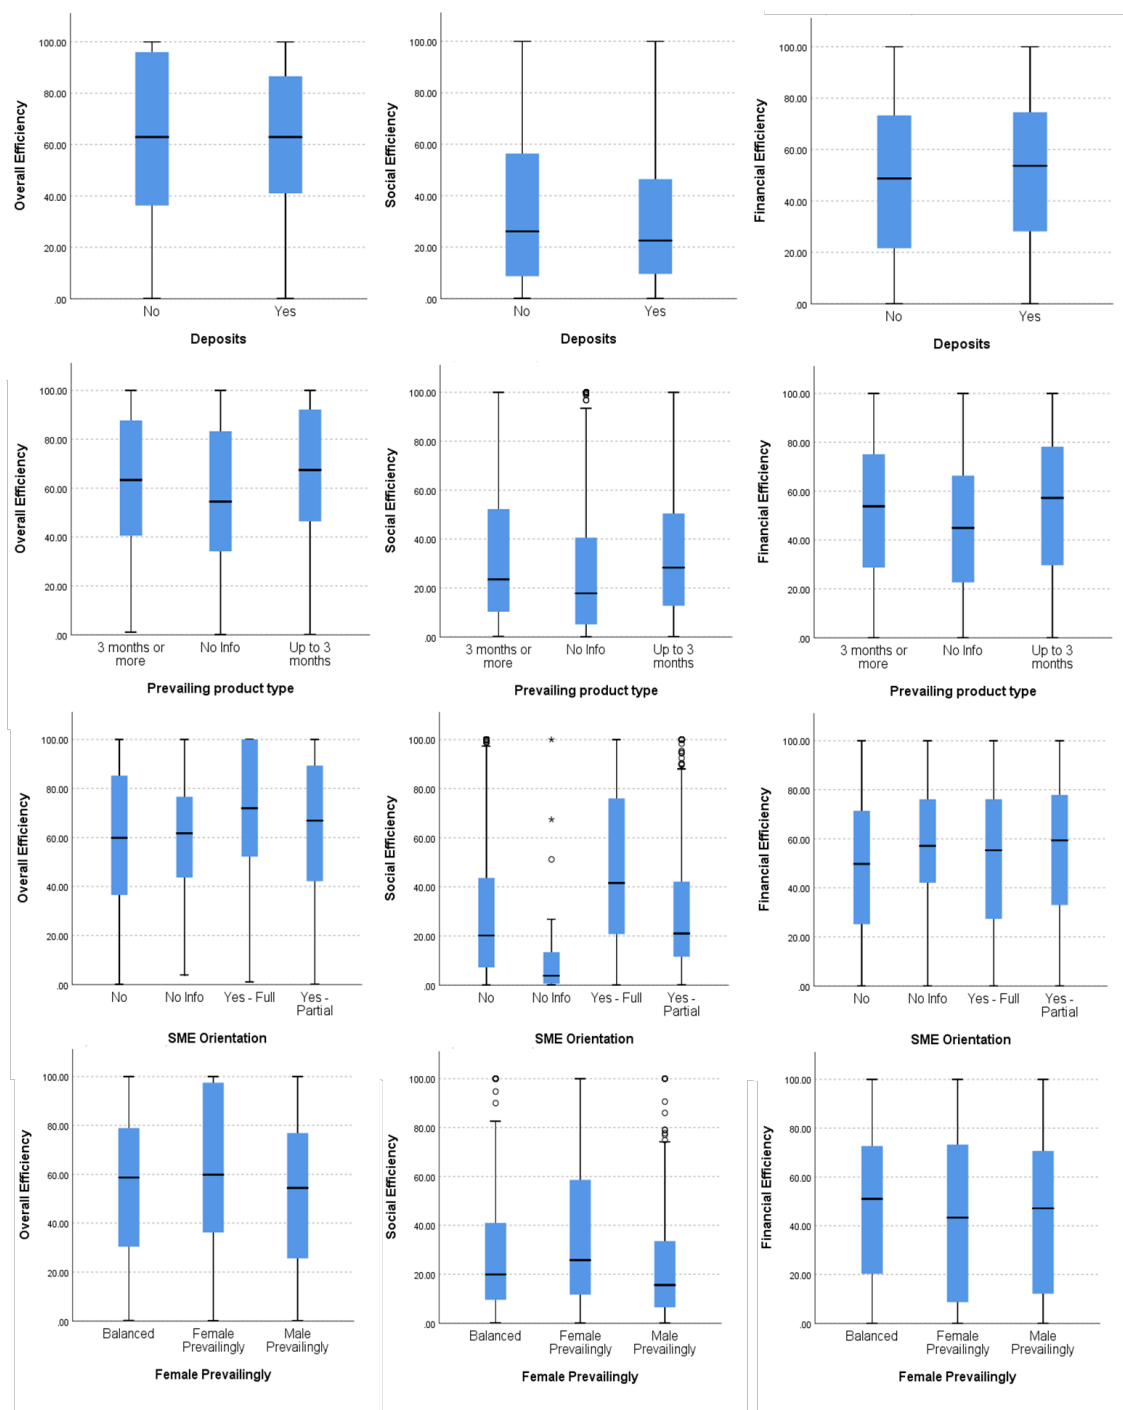 Overall Efficiency
100.00
80.00
60.00
40.00
20.00
.00
No Yes
Deposits
Social Efficiency
100.00
80.00
60.00
40.00
20.00
.00
No Yes
Deposits
Financial Efficiency
100.00
80.00
60.00
40.00
20.00
.00
No Yes
Deposits
Overall Efficiency
100.00
80.00
60.00
40.00
20.00
.00
3 months or No Info Up to 3
more months
Prevailing product type
Social Efficiency
100.00
80.00
60.00
40.00
20.00
.00
3 months or No Info Up to 3
more months
Prevailing product type
Financial Efficiency
100.00
80.00
60.00
40.00
20.00
.00
3 months or No Info Up to 3
more months
Prevailing product type
Overall Efficiency
100.00
80.00
60.00
40.00
20.00
.00
No No Info Yes - Full Yes -
Partial
SME Orientation
Social Efficiency
100.00
80.00
60.00
40.00
20.00
.00
No No Info Yes - Full Yes -
Partial
SME Orientation
Financial Efficiency
100.00
80.00
60.00
40.00
20.00
.00
No No Info Yes - Full Yes -
Partial
SME Orientation
Overall Efficiency
100.00
80.00
60.00
40.00
20.00
.00
Balanced Female Male
Prevailingly Prevailingly
Female Prevailingly
Social Efficiency
100.00
80.00
60.00
40.00
20.00
.00
Balanced Female Male
Prevailingly Prevailingly
Female Prevailingly
Financial Efficiency
100.00
80.00
60.00
40.00
20.00
.00
Balanced Female Male
Prevailingly Prevailingly
Female Prevailingly